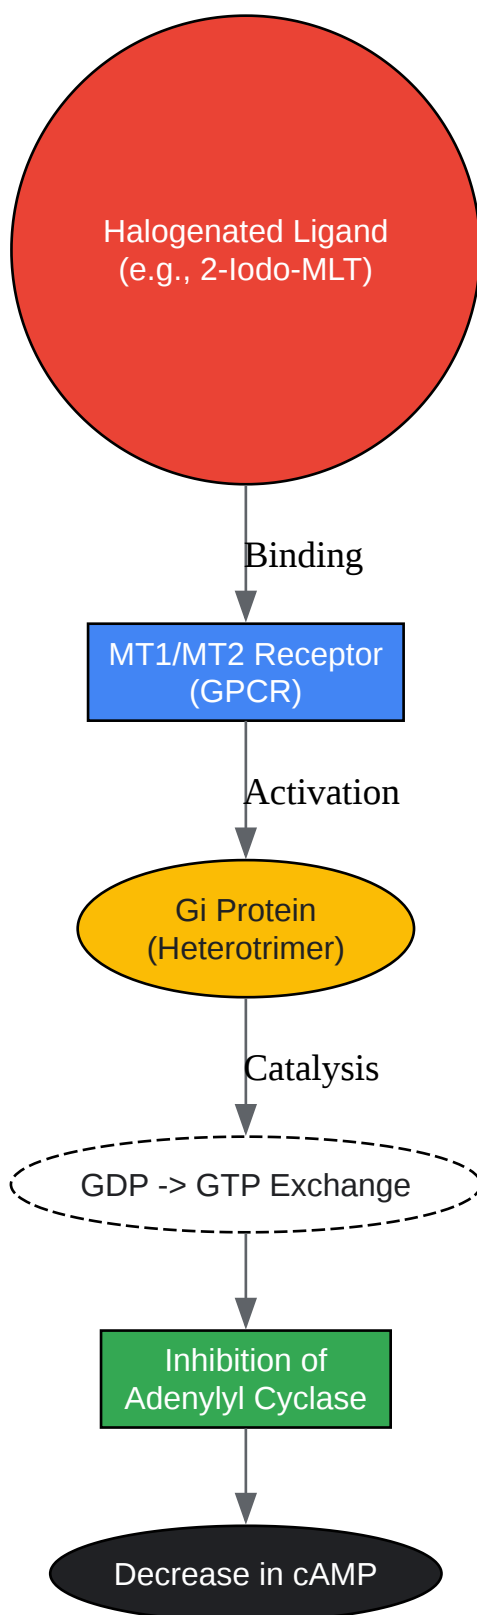 Halogenated Ligand
(e.g., 2-Iodo-MLT)
Binding
MT1/MT2 Receptor
(GPCR)
Activation
Gi Protein
(Heterotrimer)
Catalysis
GDP -> GTP Exchange
Inhibition of
Adenylyl Cyclase
Decrease in cAMP